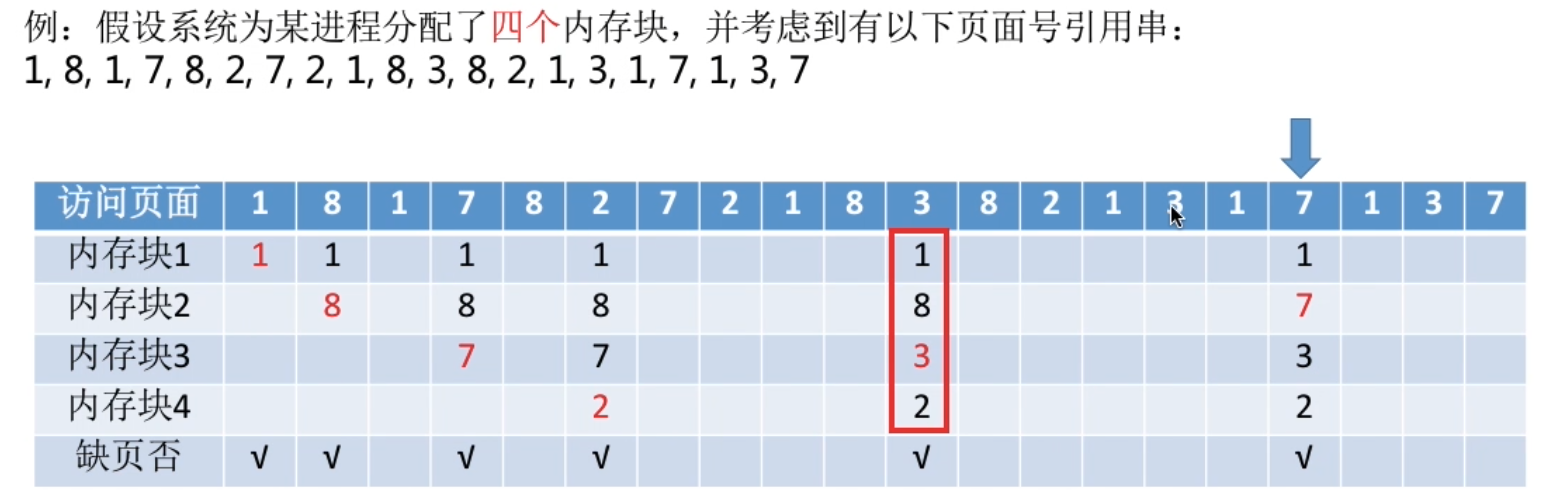 例：假设系统为某进程分配了四个内存块，并考虑到有以下页面号引用串：
1, 8, 1, 7, 8, 2, 7, 2, 1, 8, 3, 8, 2, 1, 3, 1, 7, 1, 3, 7
访问页面 1 8 1 7 8 2 7 2 1 8 3 8 2 1 3 1 7 1 3 7
内存块1 1 1 1 1 1 1
内存块2 8 8 8 8 7
内存块3 7 7 3 3
内存块4 2 2 2
缺页否 √ √ √ √ √ √